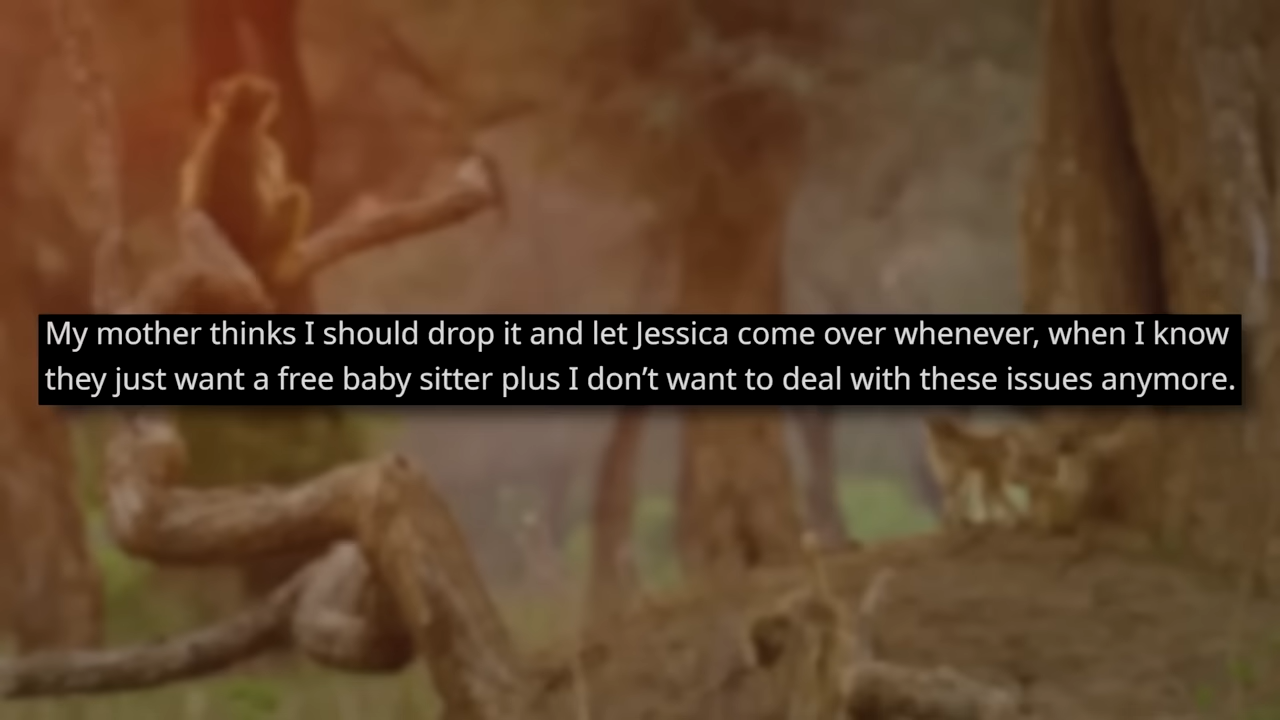 My mother thinks I should drop it and let Jessica come over whenever, when I know
they just want a free baby sitter plus I don’t want to deal with these issues anymore.